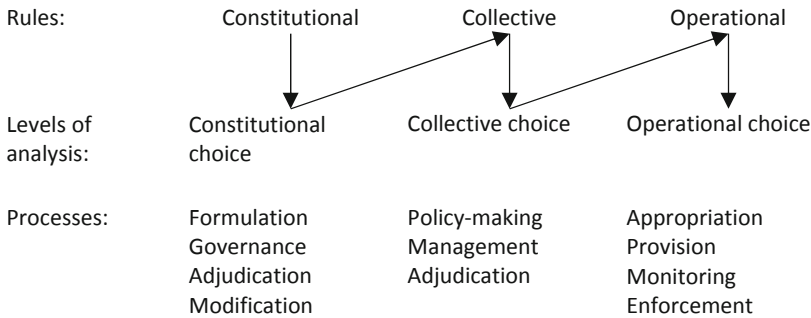 Rules: Constitutional Collective Operational
Levels of Constitutional Collective choice Operational choice
analysis: choice
Processes: Formulation Policy-making Appropriation
Governance Management Provision
Adjudication Adjudication Monitoring
Modification Enforcement